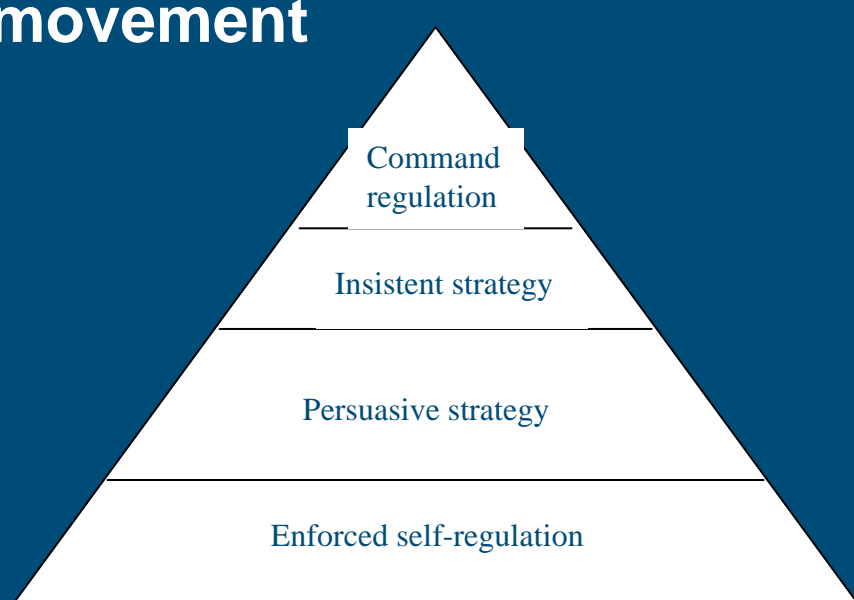 movement
Command
regulation
Insistent strategy
Persuasive strategy
Enforced self-regulation